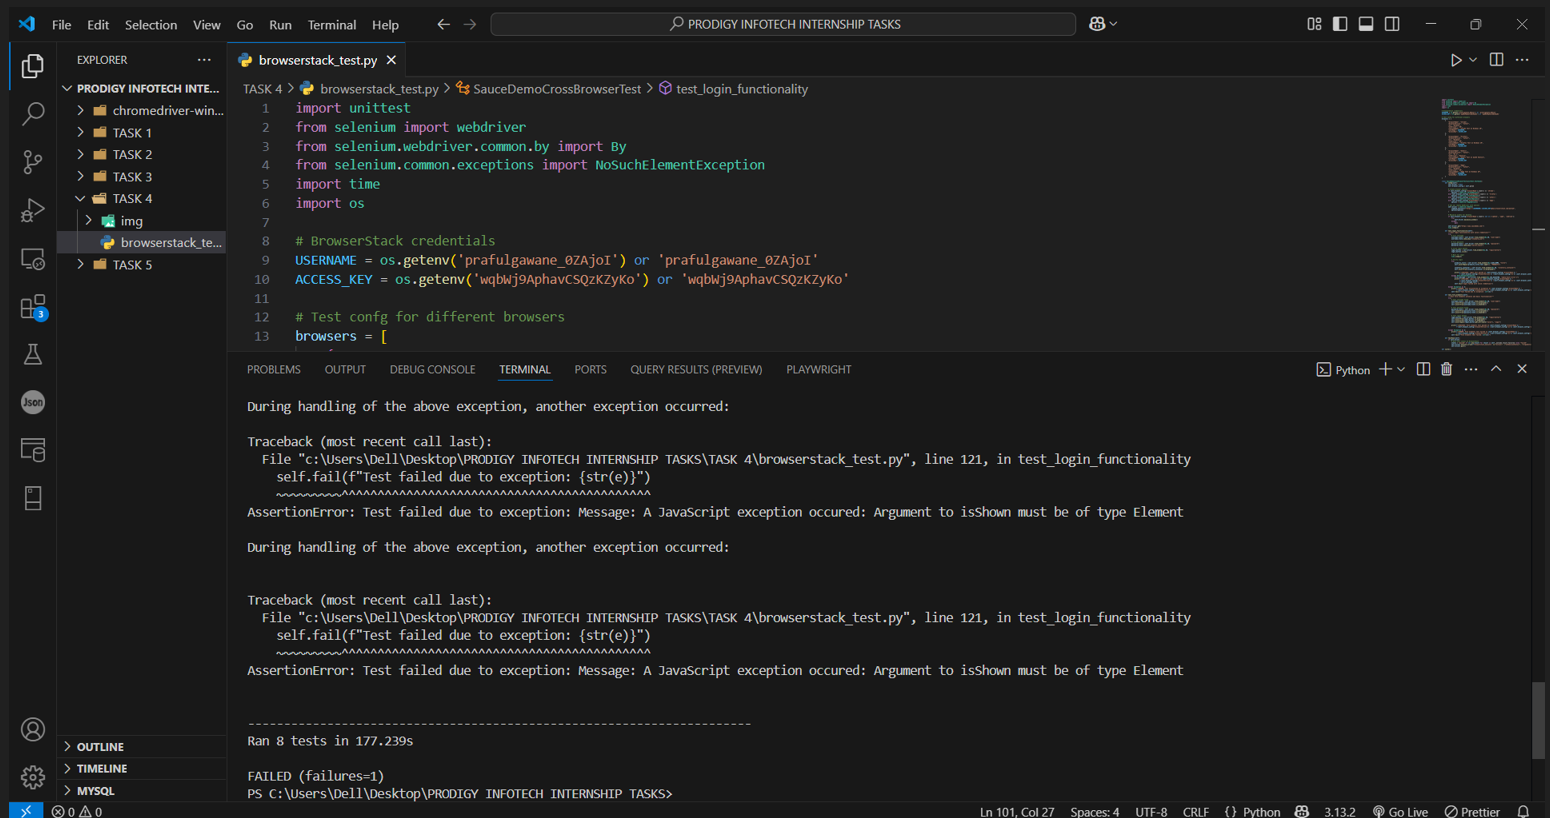 File Edit Selection View Go Run Terminal Help
PRODIGY INFOTECH INTERNSHIP TASKS
EXPLORER
PRODIGY INFOTECH INTE...
chromedriver-win...
TASK 1
TASK 2
TASK 3
TASK 4
img
browserstack_te...
TASK 5
OUTLINE
TIMELINE
MYSQL
3
Json
browserstack_test.py
TASK 4 > browserstack_test.py > SauceDemoCrossBrowserTest > test_login_functionality
1 import unittest
2 from selenium import webdriver
3 from selenium.webdriver.common.by import By
4 from selenium.common.exceptions import NoSuchElementException
5 import time
6 import os
7
8 # BrowserStack credentials
9 USERNAME = os.getenv('prafulgawane_0ZAjoI') or 'prafulgawane_0ZAjoI'
10 ACCESS_KEY = os.getenv('wqbWj9AphavCSQzKZyKo') or 'wqbWj9AphavCSQzKZyKo'
11
12 # Test confg for different browsers
13 browsers = [
PROBLEMS OUTPUT DEBUG CONSOLE TERMINAL PORTS QUERY RESULTS (PREVIEW) PLAYWRIGHT
Python
During handling of the above exception, another exception occurred:
Traceback (most recent call last):
File "c:\Users\Dell\Desktop\PRODIGY INFOTECH INTERNSHIP TASKS\TASK 4\browserstack_test.py", line 121, in test_login_functionality
self.fail(f"Test failed due to exception: {str(e)}")
~~~~~~~~~^^^^^^^^^^^^^^^^^^^^^^^^^^^^^^^^^^^^^^^^^^^
AssertionError: Test failed due to exception: Message: A JavaScript exception occured: Argument to isShown must be of type Element
During handling of the above exception, another exception occurred:
Traceback (most recent call last):
File "c:\Users\Dell\Desktop\PRODIGY INFOTECH INTERNSHIP TASKS\TASK 4\browserstack_test.py", line 121, in test_login_functionality
self.fail(f"Test failed due to exception: {str(e)}")
~~~~~~~~~^^^^^^^^^^^^^^^^^^^^^^^^^^^^^^^^^^^^^^^^^^^
AssertionError: Test failed due to exception: Message: A JavaScript exception occured: Argument to isShown must be of type Element
----------------------------------------------------------------------
Ran 8 tests in 177.239s
FAILED (failures=1)
PS C:\Users\Dell\Desktop\PRODIGY INFOTECH INTERNSHIP TASKS>
0 0
Ln 101, Col 27 Spaces: 4 UTF-8 CRLF {} Python 3.13.2 Go Live Prettier